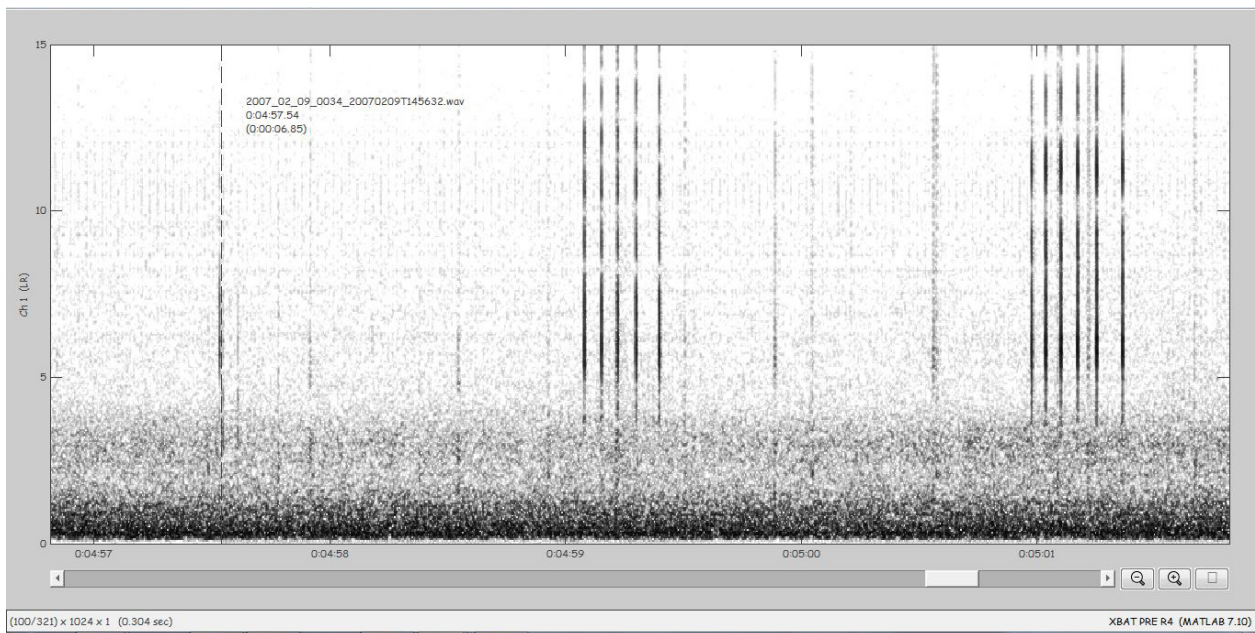 15
2007_02_09_0034_20070209T145632.wav
0:04:57.54
(0:00:06.85)
10
Ch 1 (LR)
5
0
0:04:57 0:04:58 0:04:59 0:05:00 0:05:01
(100/321) x 1024 x 1 (0.304 sec) XBAT PRE R4 (MATLAB 7.10)